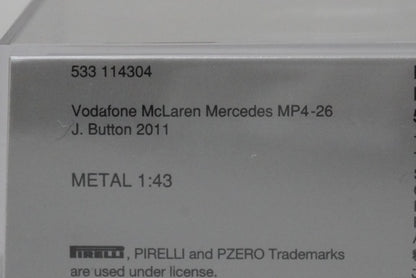 533 114304
Vodafone McLaren Mercedes MP4-26
J. Button 2011
METAL 1:43
PIRELLI, PIRELLI and PZERO Trademarks
are used under license.